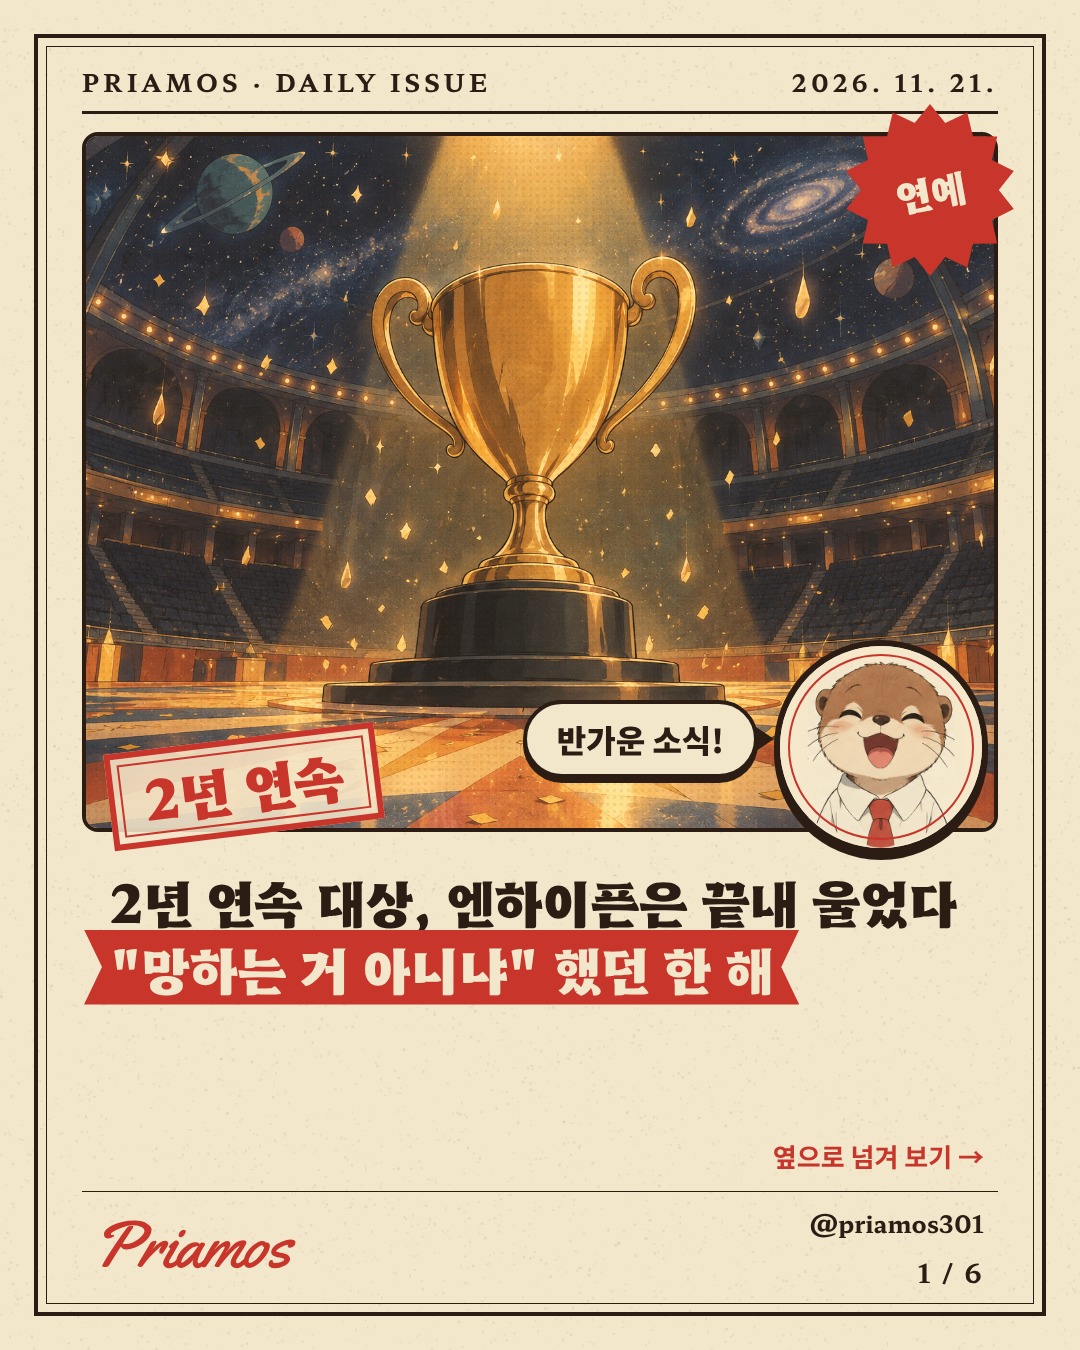 PRIAMOS · DAILY ISSUE
2026. 11. 21.
연예
반가운 소식!
2년 연속
2년 연속 대상, 엔하이픈은 끝내 울었다
"망하는 거 아니냐" 했던 한 해
옆으로 넘겨 보기 →
Priamos
@priamos301
1 / 6